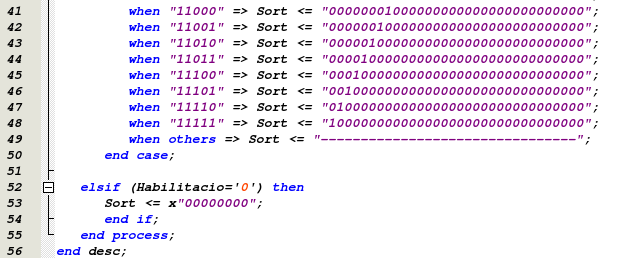 41 when "11000" => Sort <= "00000001000000000000000000000000";
42 when "11001" => Sort <= "00000010000000000000000000000000";
43 when "11010" => Sort <= "00000100000000000000000000000000";
44 when "11011" => Sort <= "00001000000000000000000000000000";
45 when "11100" => Sort <= "00010000000000000000000000000000";
46 when "11101" => Sort <= "00100000000000000000000000000000";
47 when "11110" => Sort <= "01000000000000000000000000000000";
48 when "11111" => Sort <= "10000000000000000000000000000000";
49 when others => Sort <= "--------------------------------";
50 end case;
51
52 elsif (Habilitacio='0') then
53 Sort <= x"00000000";
54 end if;
55 end process;
56 end desc;